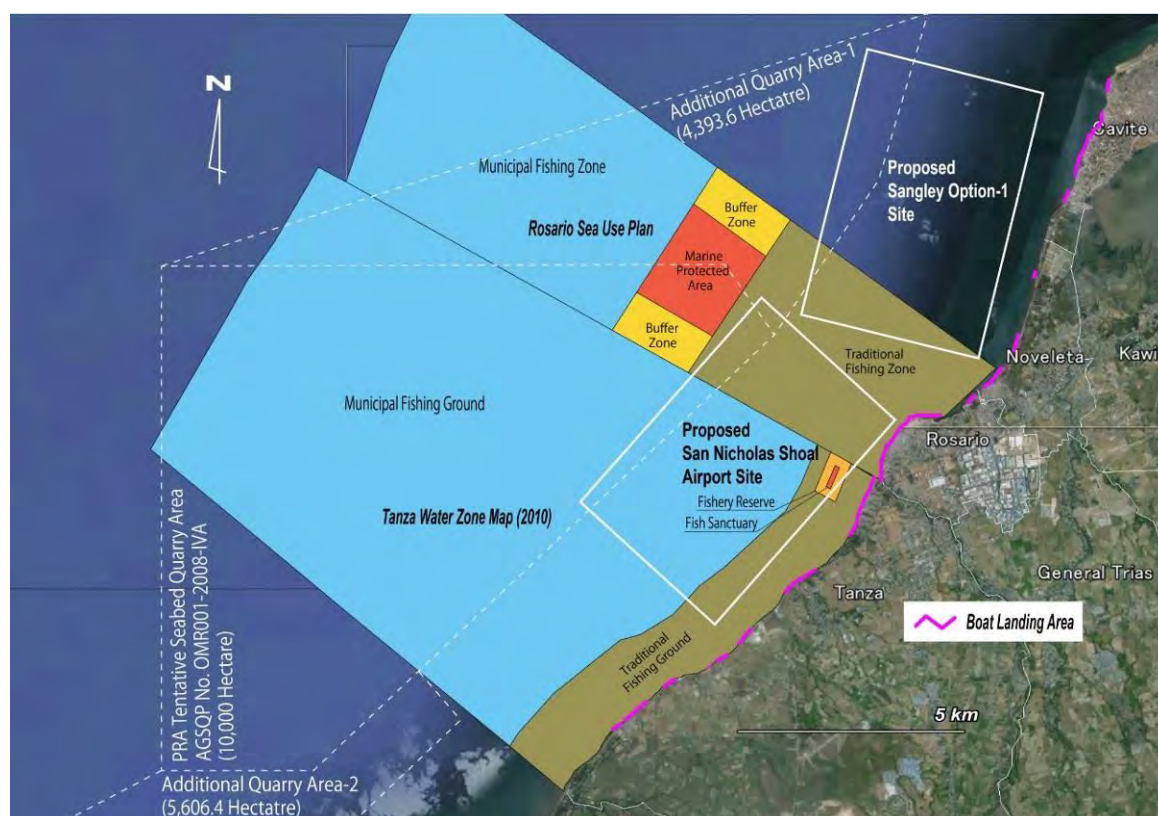 N
Additional Quarry Area-1
(4,393.6 Hectatre)
Cavite
Municipal Fishing Zone
Proposed
Sangley Option-1
Site
Buffer
Zone
Rosario Sea Use Plan
Marine
Protected
Area
Buffer
Zone
Traditional
Fishing Zone
Noveleta
Kawi
Municipal Fishing Ground
Proposed
San Nicholas Shoal
Airport Site
Rosario
Fishery Reserve
Fish Sanctuary
Tanza Water Zone Map (2010)
General Trias
Tanza
Boat Landing Area
Traditional
Fishing Ground
5 km
PRA Tentative Seabed Quarry Area
AGSQP No. OMR001-2008-IVA
(10,000 Hectare)
Additional Quarry Area-2
(5,606.4 Hectatre)